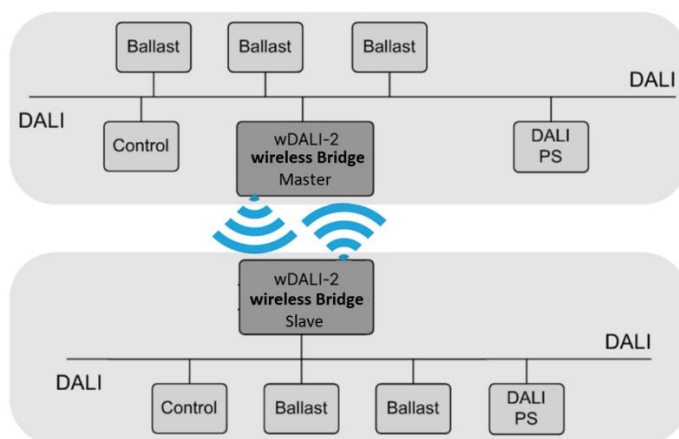 Ballast
Ballast
Ballast
DALI
DALI
Control
wDALI-2
wireless Bridge
Master
DALI
PS
wDALI-2
wireless Bridge
Slave
DALI
DALI
Control
Ballast
Ballast
DALI
PS